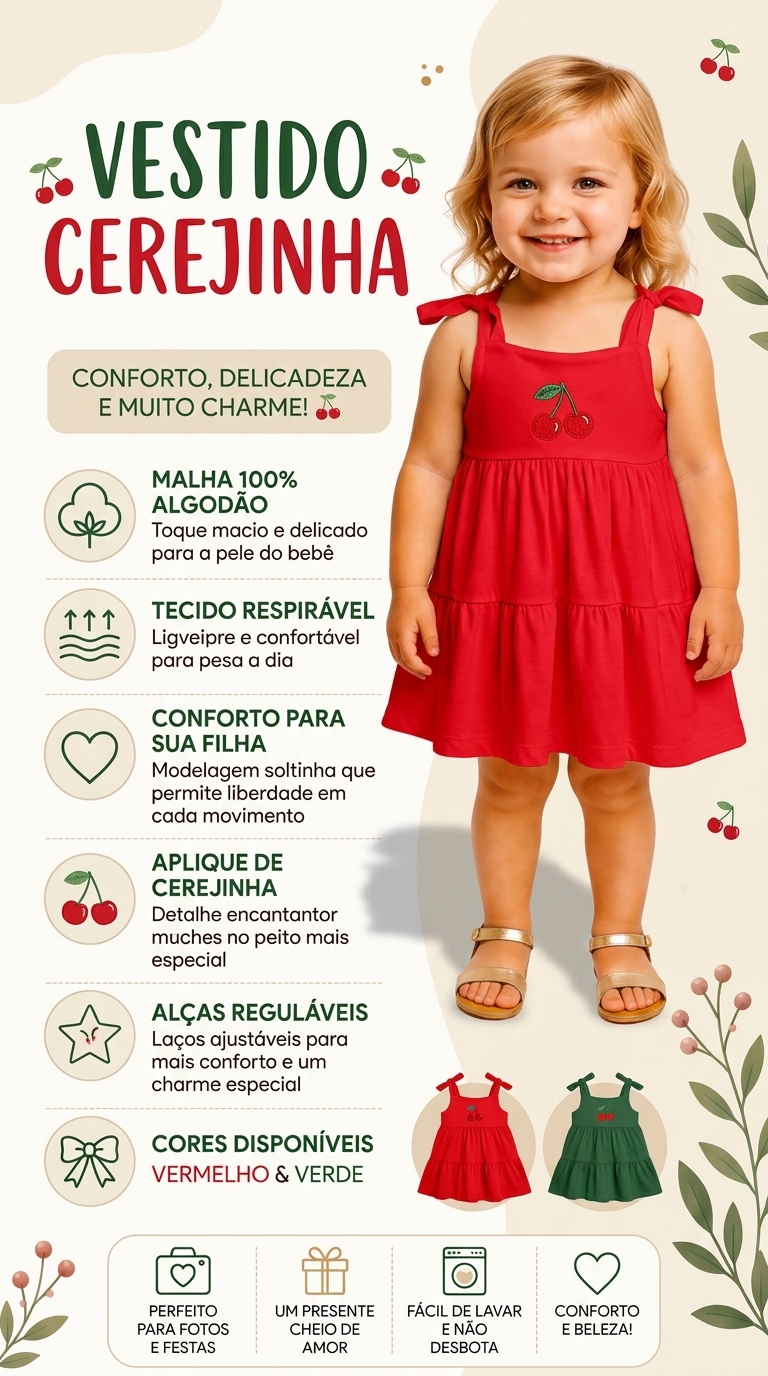 VESTIDO
CEREJINHA
CONFORTO, DELICADEZA
E MUITO CHARME!
MALHA 100%
ALGODÃO
Toque macio e delicado
para a pele do bebê
TECIDO RESPIRÁVEL
Ligveipre e confortável
para pesa a dia
CONFORTO PARA
SUA FILHA
Modelagem soltinha que
permite liberdade em
cada movimento
APLIQUE DE
CEREJINHA
Detalhe encantantor
muches no peito mais
especial
ALÇAS REGULÁVEIS
Laços ajustáveis para
mais conforto e um
charme especial
CORES DISPONÍVEIS
VERMELHO & VERDE
PERFEITO
PARA FOTOS
E FESTAS
UM PRESENTE
CHEIO DE
AMOR
FÁCIL DE LAVAR
E NÃO
DESBOTA
CONFORTO
E BELEZA!